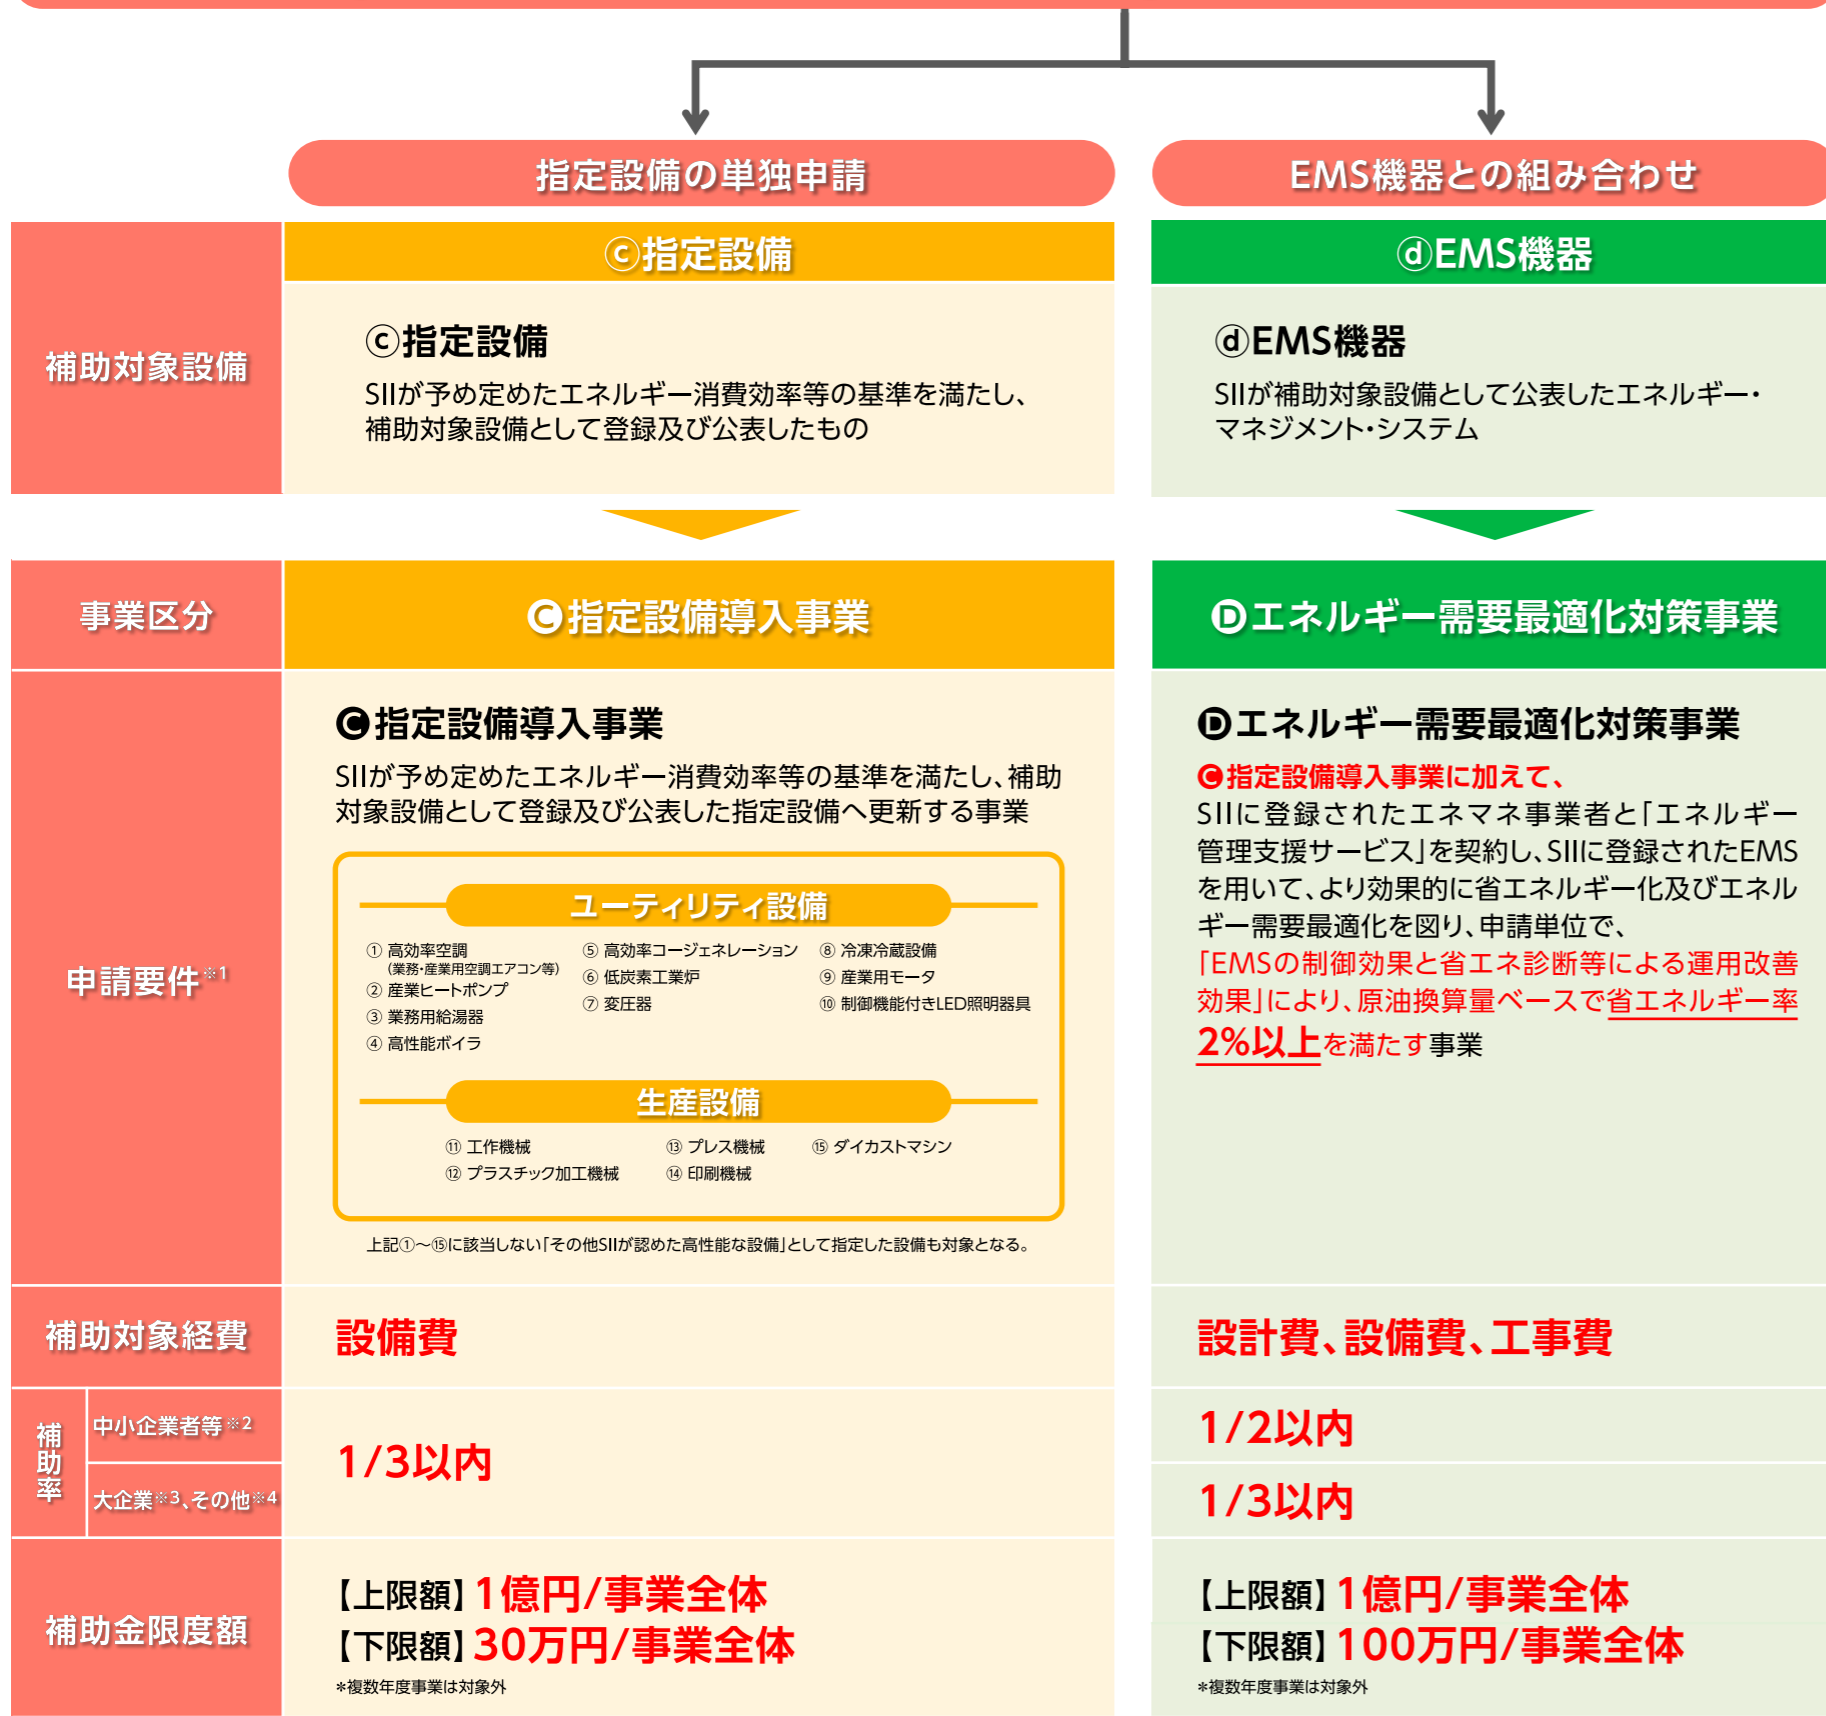 指定設備の単独申請
EMS機器との組み合わせ
補助対象設備
ⓒ指定設備
ⓒ指定設備
SIIが予め定めたエネルギー消費効率等の基準を満たし、
補助対象設備として登録及び公表したもの
ⓓEMS機器
ⓓEMS機器
SIIが補助対象設備として公表したエネルギー・
マネジメント・システム
事業区分
🅒指定設備導入事業
🅓エネルギー需要最適化対策事業
申請要件※1
🅒指定設備導入事業
SIIが予め定めたエネルギー消費効率等の基準を満たし、補助
対象設備として登録及び公表した指定設備へ更新する事業
ユーティリティ設備
① 高効率空調
(業務・産業用空調エアコン等)
② 産業ヒートポンプ
③ 業務用給湯器
④ 高性能ボイラ
⑤ 高効率コージェネレーション
⑥ 低炭素工業炉
⑦ 変圧器
⑧ 冷凍冷蔵設備
⑨ 産業用モータ
⑩ 制御機能付きLED照明器具
生産設備
⑪ 工作機械
⑫ プラスチック加工機械
⑬ プレス機械
⑭ 印刷機械
⑮ ダイカストマシン
上記①～⑮に該当しない「その他SIIが認めた高性能な設備」として指定した設備も対象となる。
🅓エネルギー需要最適化対策事業
🅒指定設備導入事業に加えて、
SIIに登録されたエネマネ事業者と「エネルギー
管理支援サービス」を契約し、SIIに登録されたEMS
を用いて、より効果的に省エネルギー化及びエネル
ギー需要最適化を図り、申請単位で、
「EMSの制御効果と省エネ診断等による運用改善
効果」により、原油換算量ベースで省エネルギー率
2%以上を満たす事業
補助対象経費
設備費
設計費、設備費、工事費
補助率
中小企業者等※2
大企業※3、その他※4
1/3以内
1/2以内
1/3以内
補助金限度額
【上限額】1億円/事業全体
【下限額】30万円/事業全体
*複数年度事業は対象外
【上限額】1億円/事業全体
【下限額】100万円/事業全体
*複数年度事業は対象外